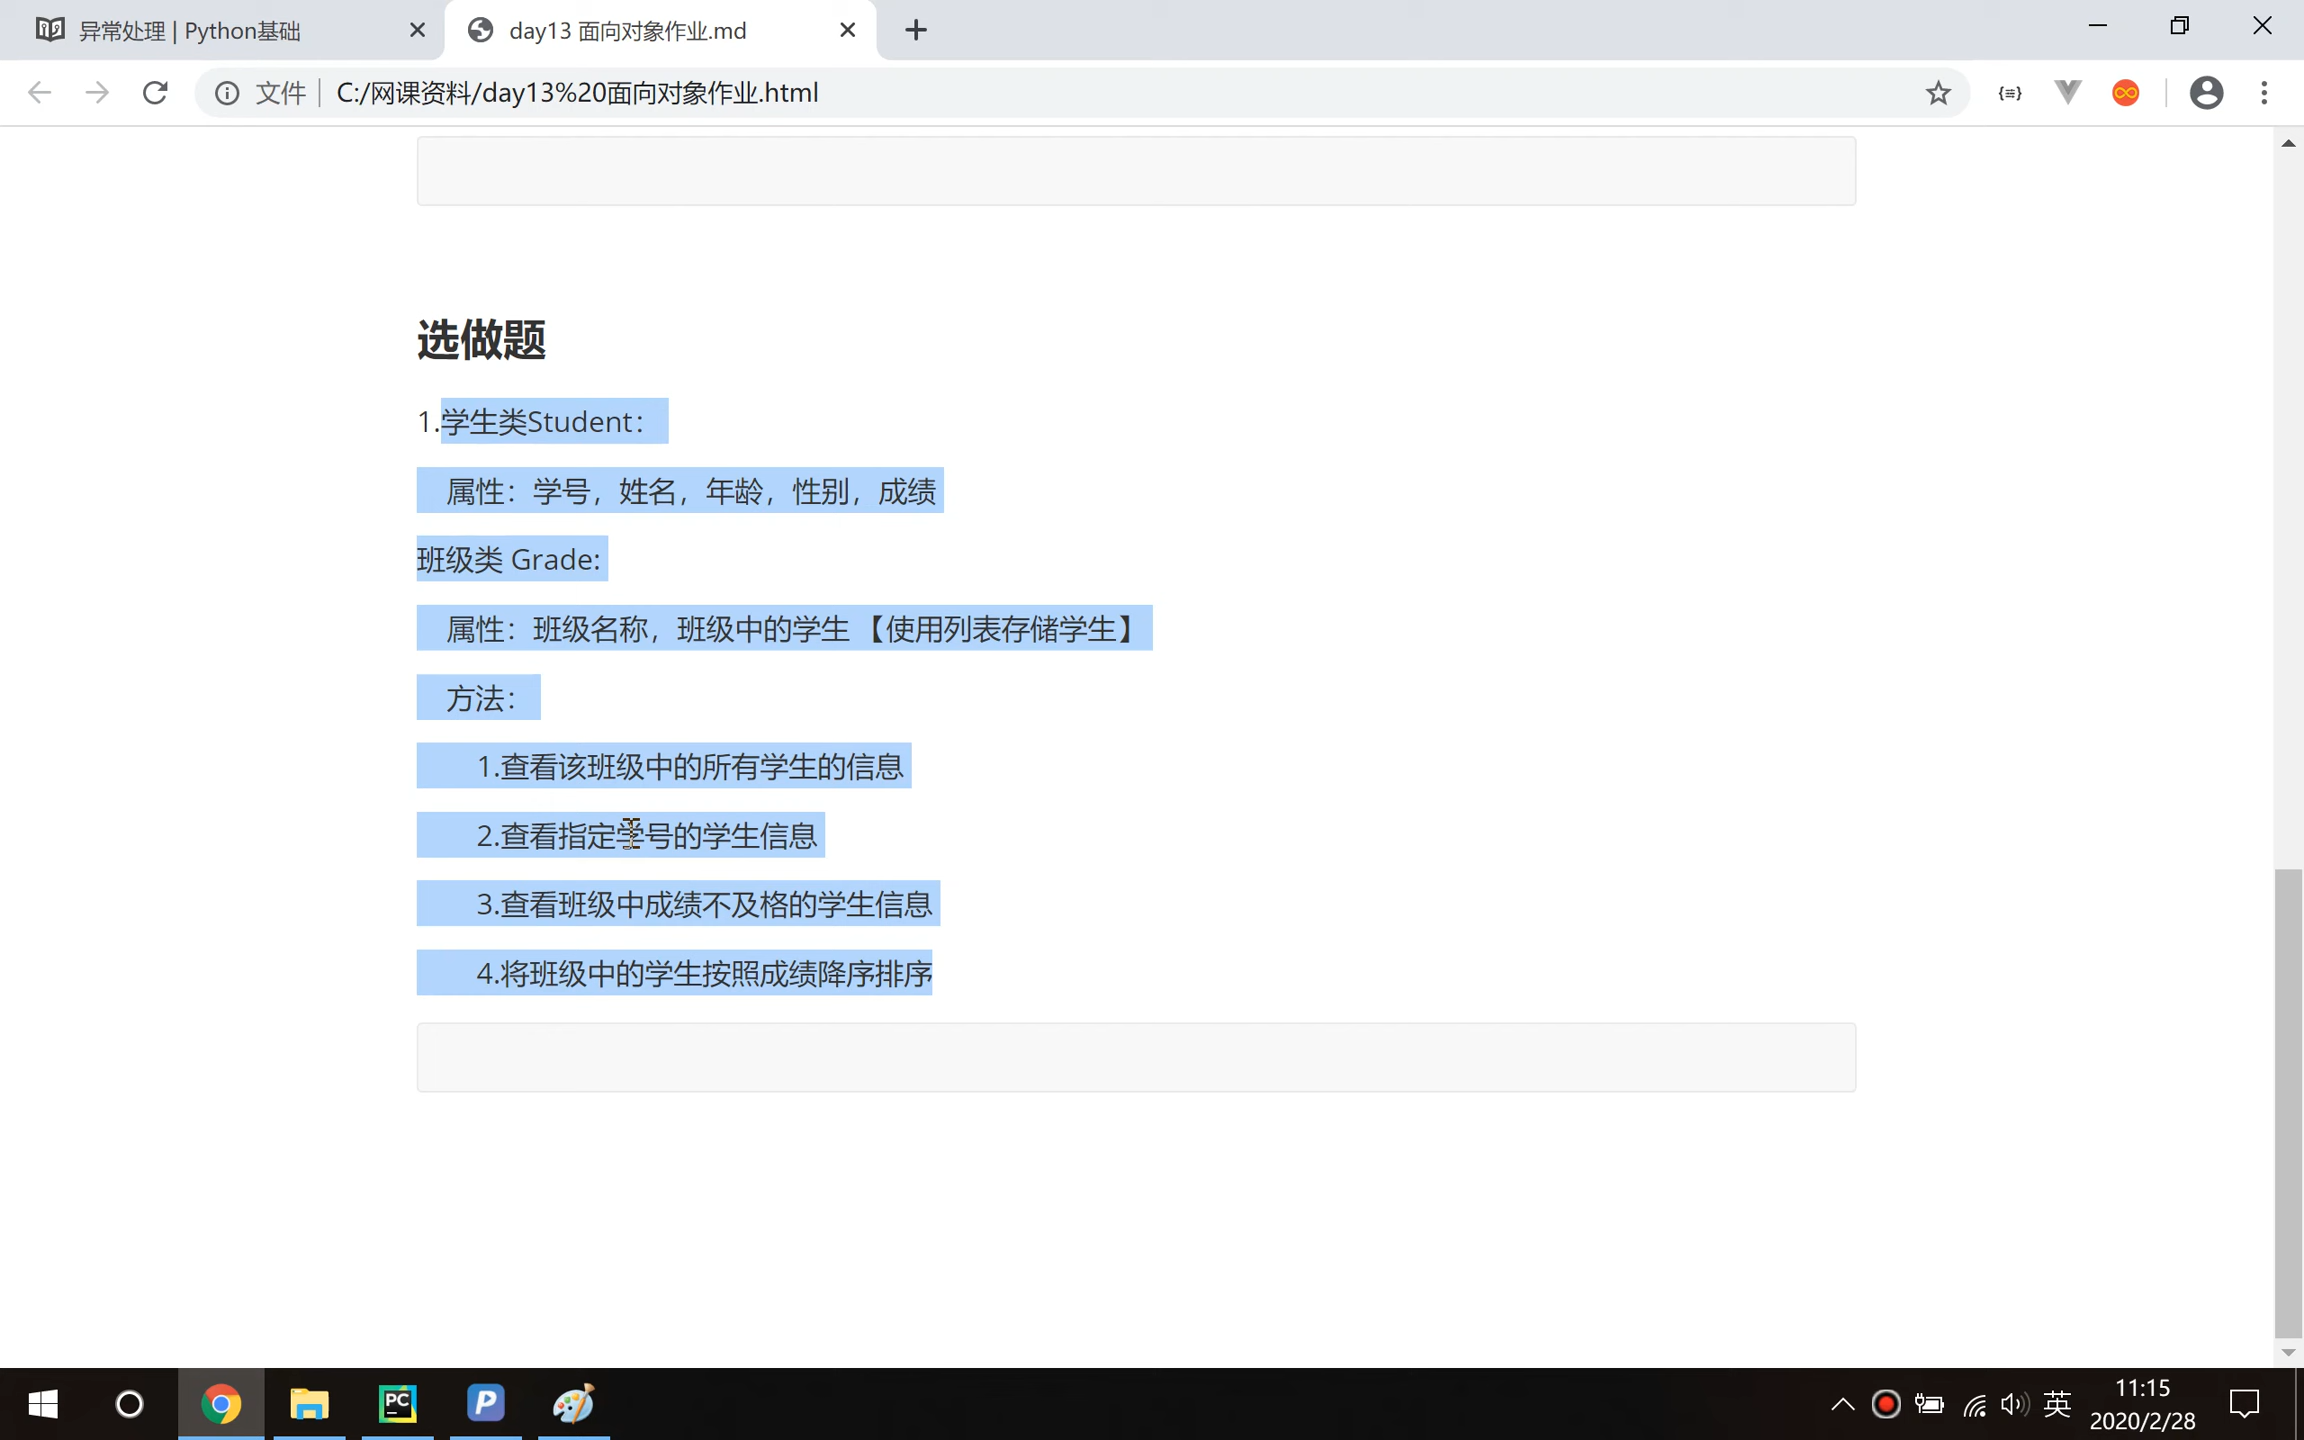 异常处理 | Python基础
day13 面向对象作业.md
文件
C:/网课资料/day13%20面向对象作业.html
选做题
1.学生类Student：
属性：学号，姓名，年龄，性别，成绩
班级类 Grade:
属性：班级名称，班级中的学生 【使用列表存储学生】
方法：
1.查看该班级中的所有学生的信息
2.查看指定学号的学生信息
3.查看班级中成绩不及格的学生信息
4.将班级中的学生按照成绩降序排序
PC
P
英
11:15
2020/2/28